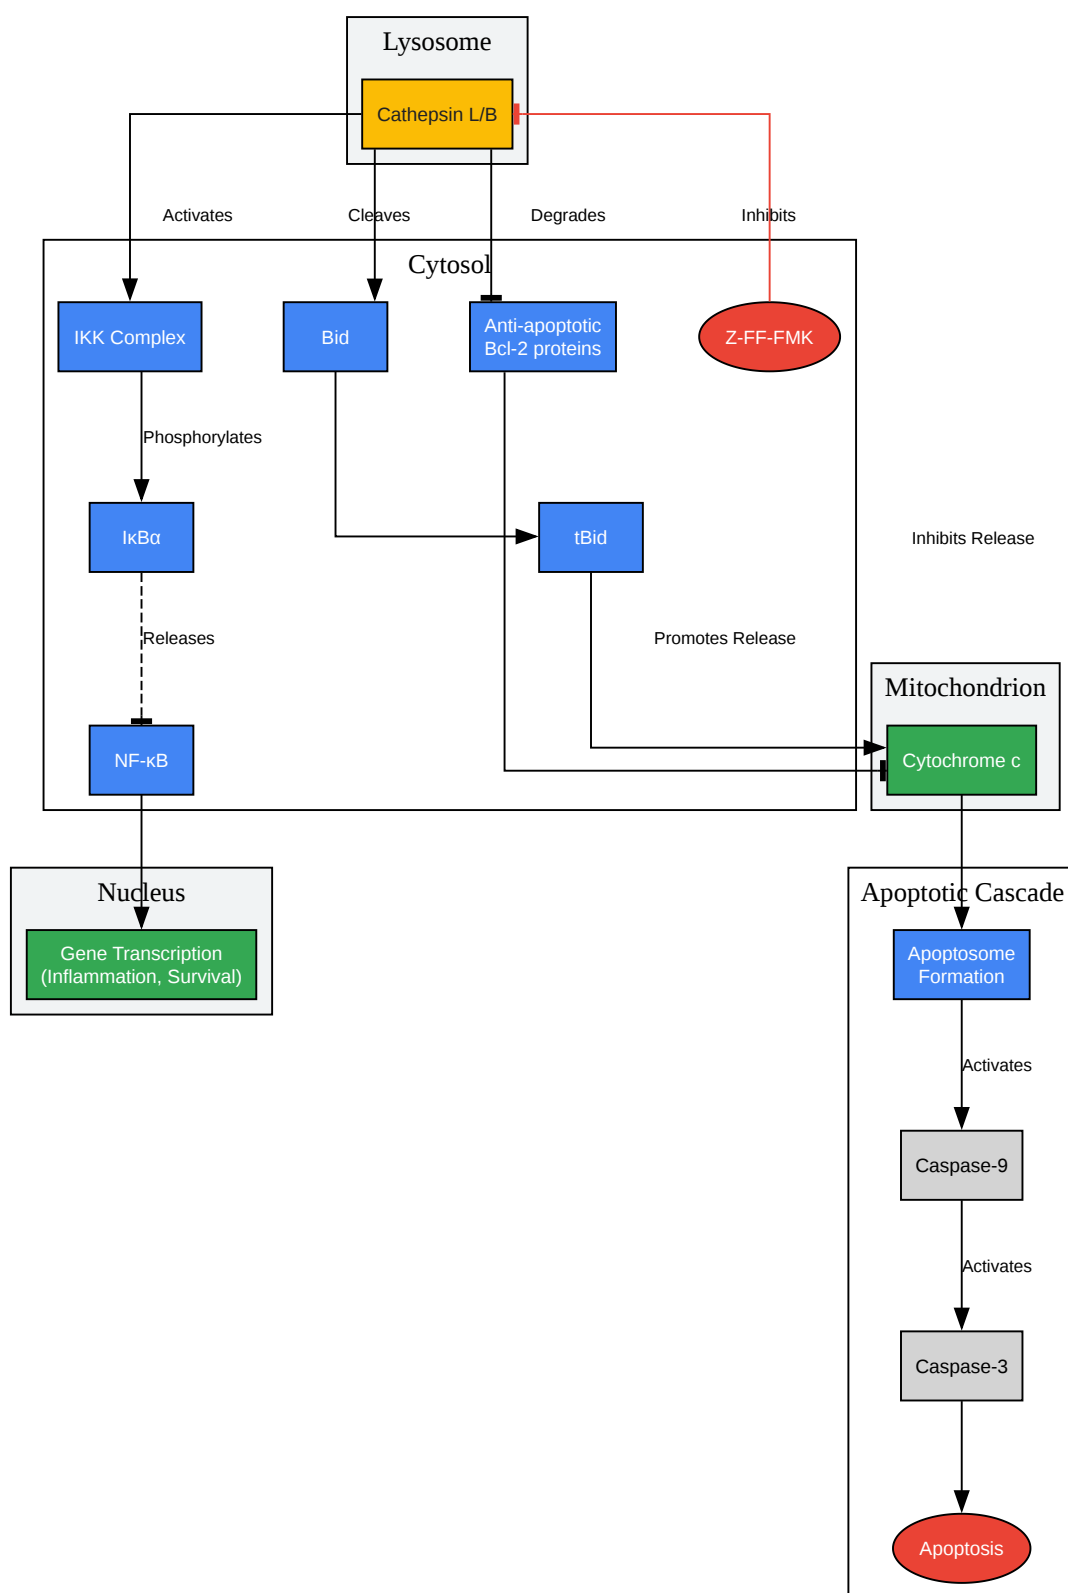 Lysosome
Cathepsin L/B
Activates
Cleaves
Degrades
Inhibits
Cytosol
IKK Complex
Bid
Anti-apoptotic
Bcl-2 proteins
Z-FF-FMK
Phosphorylates
IκBα
tBid
Inhibits Release
Releases
Promotes Release
Mitochondrion
NF-κB
Cytochrome c
Nucleus
Apoptotic Cascade
Gene Transcription
(Inflammation, Survival)
Apoptosome
Formation
Activates
Caspase-9
Activates
Caspase-3
Apoptosis